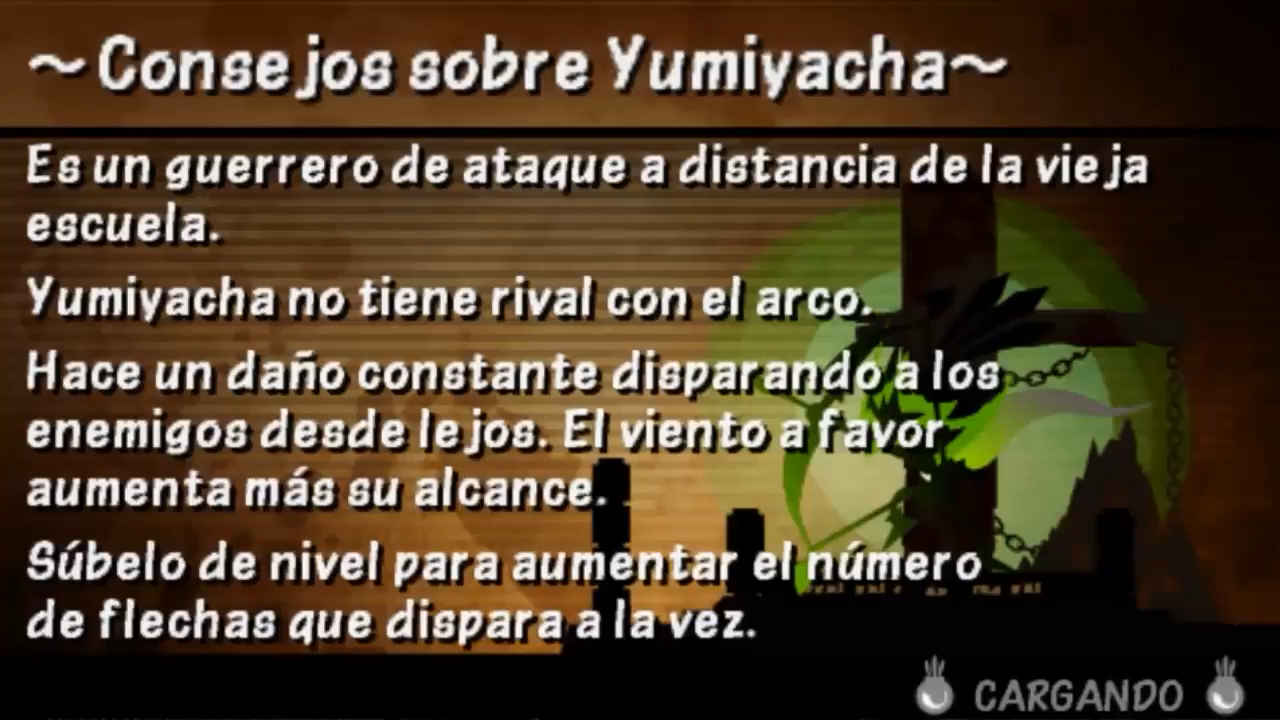 ~Consejos sobre Yumiyacha~
Es un guerrero de ataque a distancia de la vieja
escuela.
Yumiyacha no tiene rival con el arco.
Hace un daño constante disparando a los
enemigos desde lejos. El viento a favor
aumenta más su alcance.
Súbelo de nivel para aumentar el número
de flechas que dispara a la vez.
CARGANDO